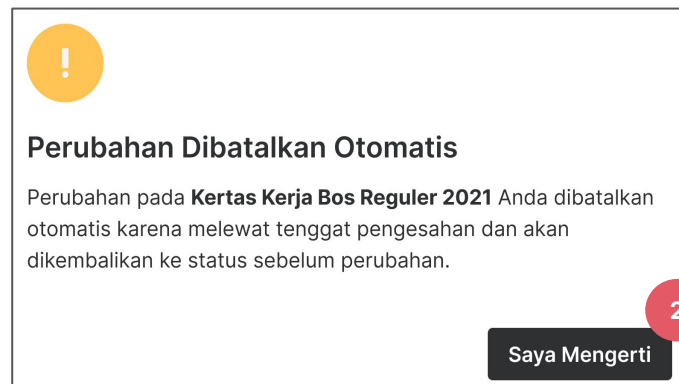 !
Perubahan Dibatalkan Otomatis
Perubahan pada Kertas Kerja Bos Reguler 2021 Anda dibatalkan
otomatis karena melewat tenggat pengesahan dan akan
dikembalikan ke status sebelum perubahan.
2
Saya Mengerti